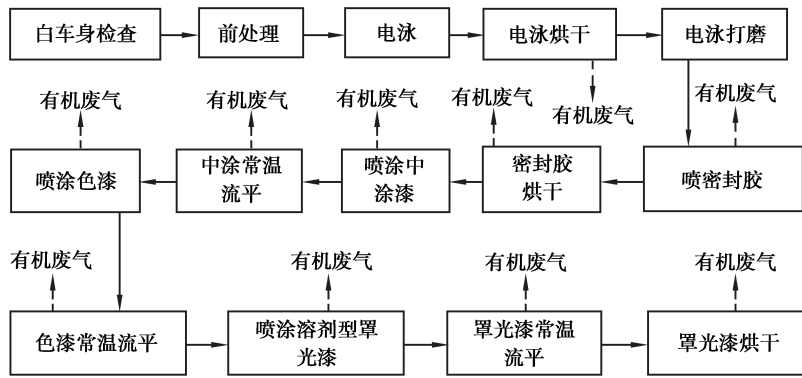 白车身检查
前处理
电泳
电泳烘干
电泳打磨
有机废气
有机废气
有机废气
有机废气
有机废气
有机废气
喷涂色漆
中涂常温
流平
喷涂中
涂漆
密封胶
烘干
喷密封胶
有机废气
有机废气
有机废气
有机废气
色漆常温流平
喷涂溶剂型罩
光漆
罩光漆常温
流平
罩光漆烘干